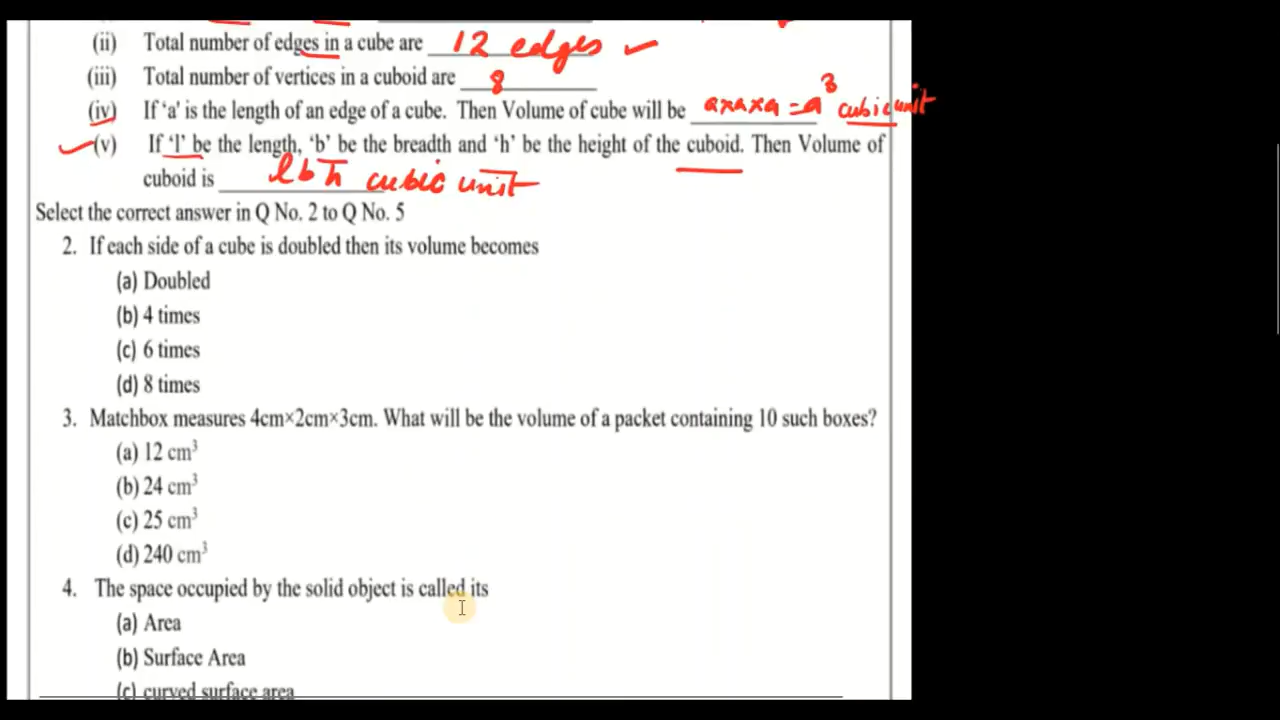 (ii) Total number of edges in a cube are 12 edges
(iii) Total number of vertices in a cuboid are 8
(iv) If 'a' is the length of an edge of a cube. Then Volume of cube will be a×a×a = a³ cubic unit
(v) If 'l' be the length, 'b' be the breadth and 'h' be the height of the cuboid. Then Volume of
cuboid is lbh cubic unit
Select the correct answer in Q No. 2 to Q No. 5
2. If each side of a cube is doubled then its volume becomes
(a) Doubled
(b) 4 times
(c) 6 times
(d) 8 times
3. Matchbox measures 4cm×2cm×3cm. What will be the volume of a packet containing 10 such boxes?
(a) 12 cm³
(b) 24 cm³
(c) 25 cm³
(d) 240 cm³
4. The space occupied by the solid object is called its
(a) Area
(b) Surface Area
(c) curved surface area